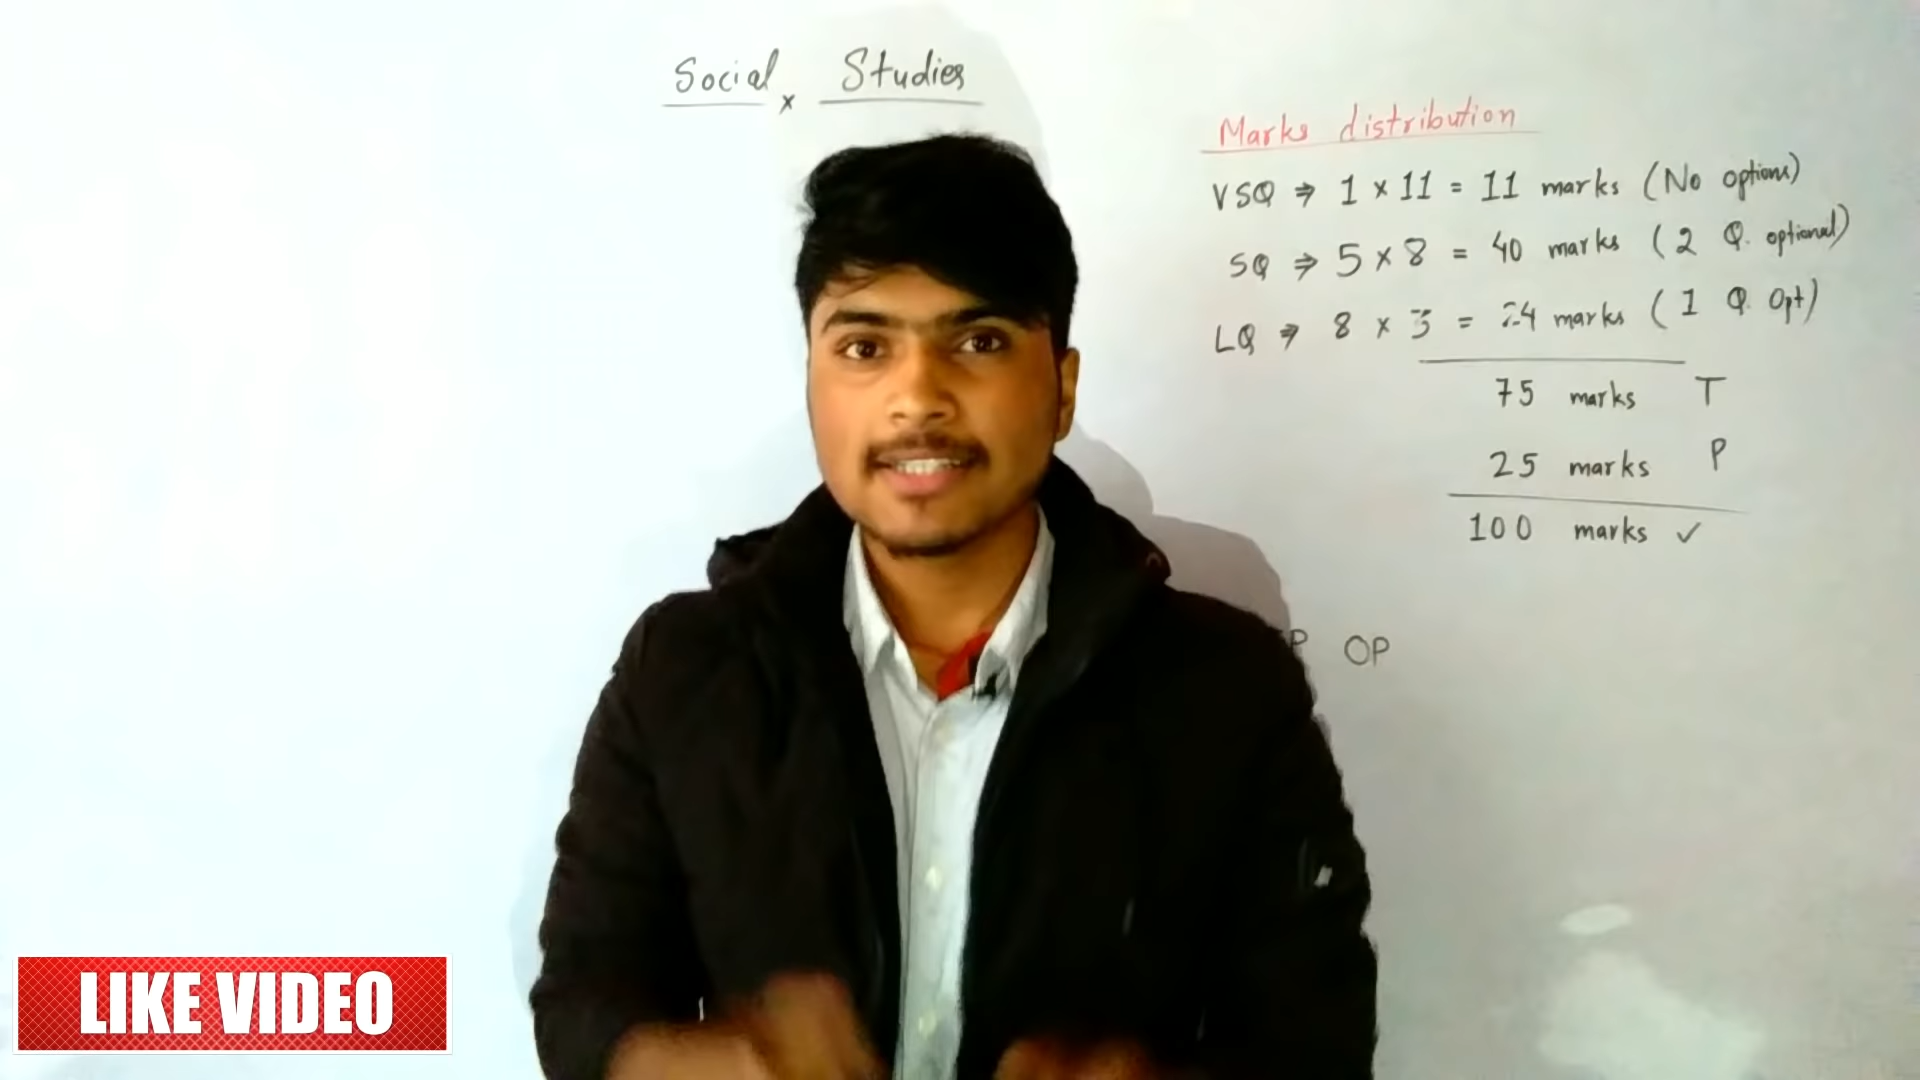 Social x Studies
Marks distribution
VSQ ⇒ 1 × 11 = 11 marks (No options)
SQ ⇒ 5 × 8 = 40 marks (2 Q. optional)
LQ ⇒ 8 × 3 = 24 marks (1 Q. Opt)
75 marks T
25 marks P
100 marks ✓
P OP
LIKE VIDEO